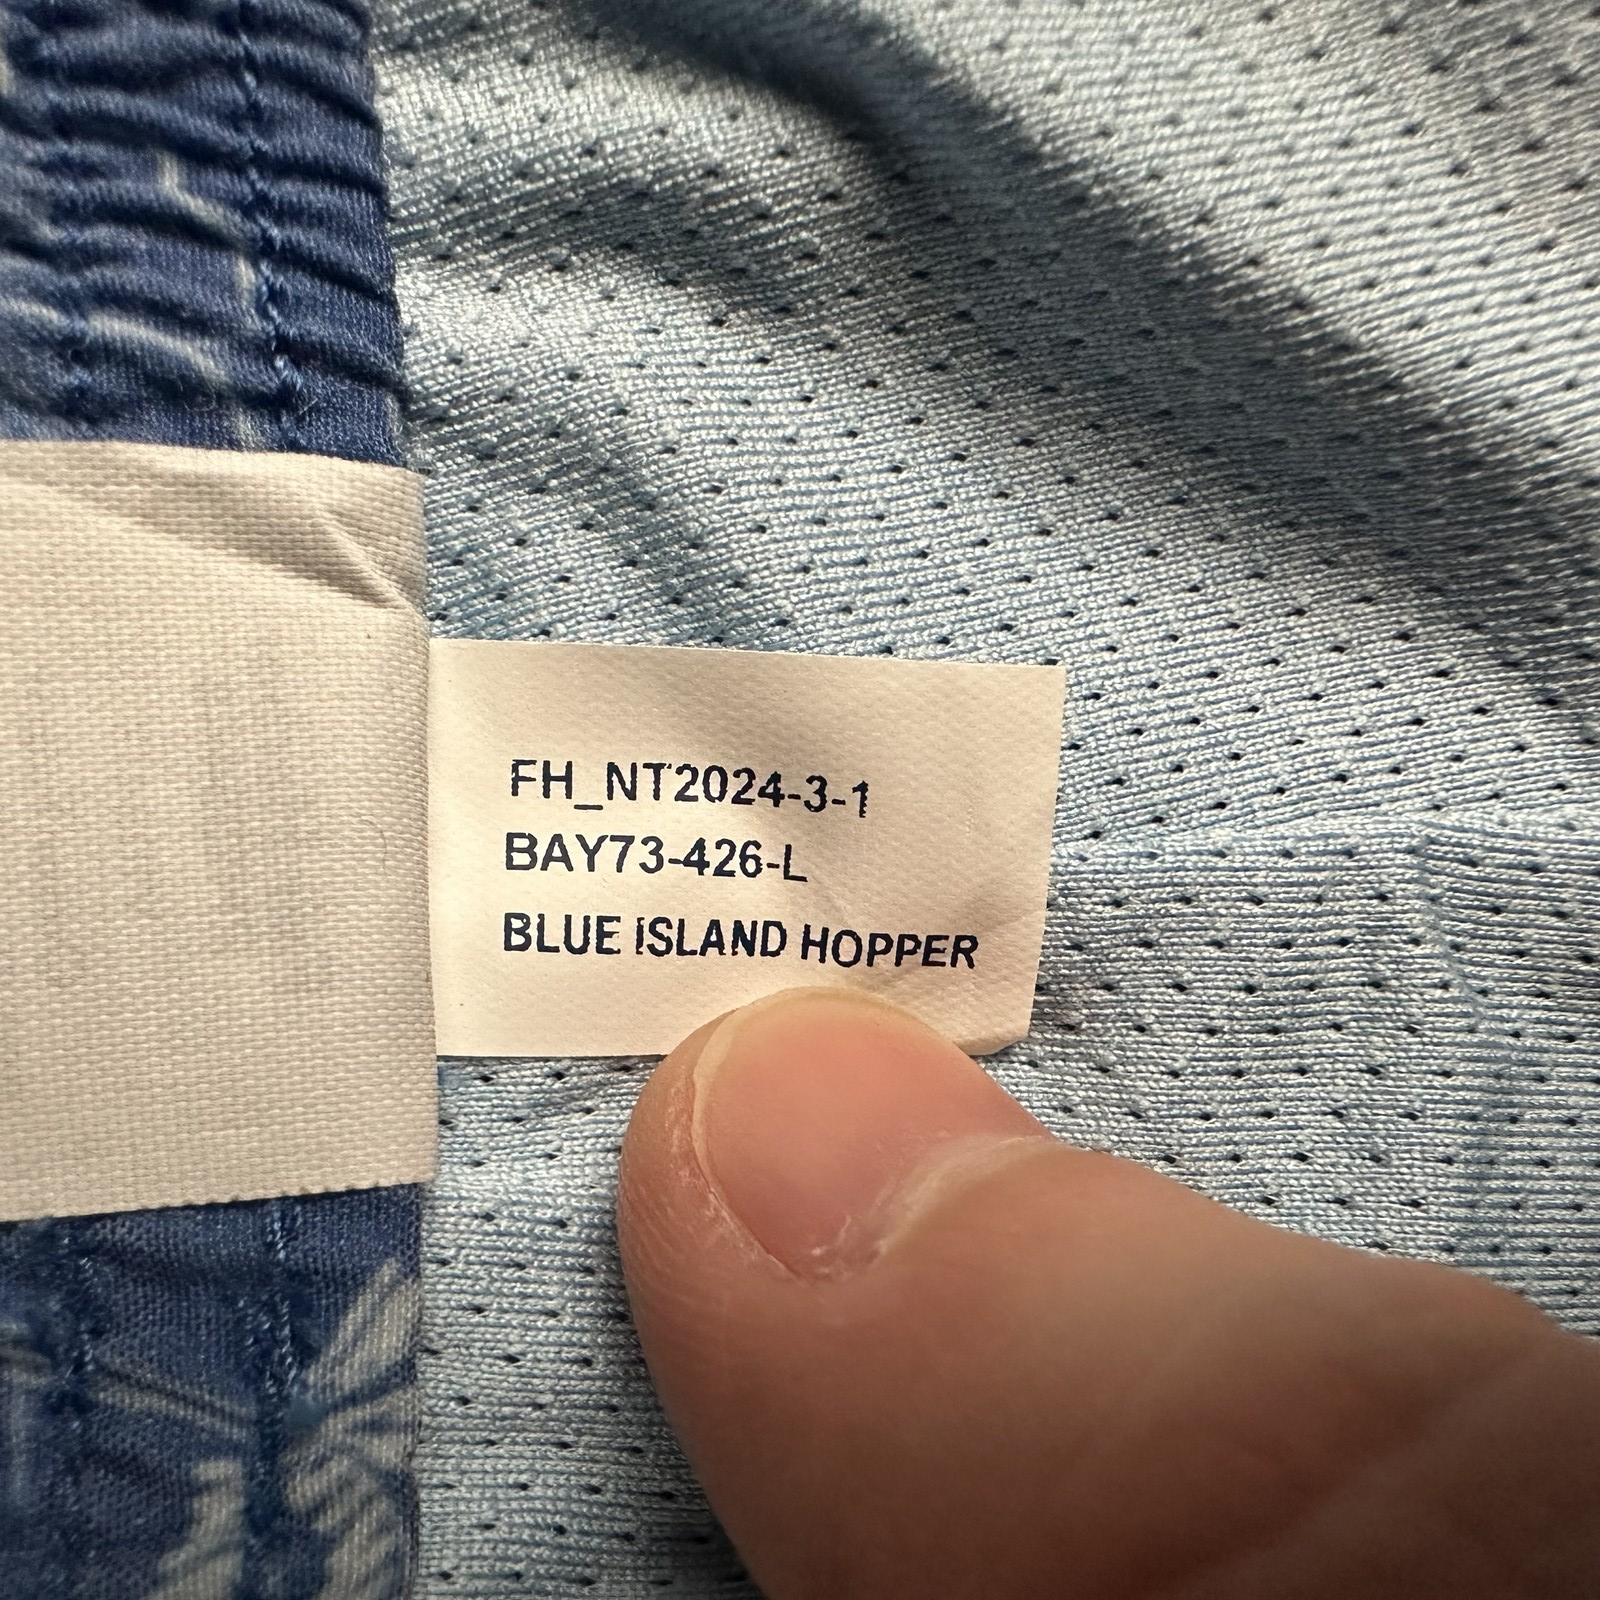 FH_NT2024-3-1
BAY73-426-L
BLUE ISLAND HOPPER